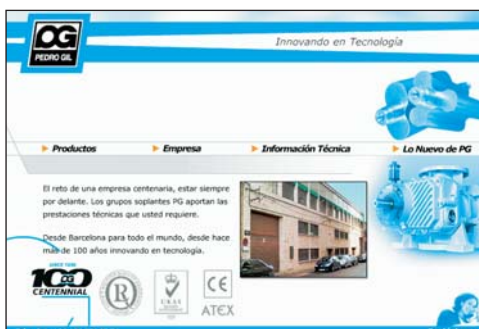 PG
PEDRO GIL
Innovando en Tecnología
Productos
Empresa
Información Técnica
Lo Nuevo de PG
El reto de una empresa centenaria, estar siempre
por delante. Los grupos soplantes PG aportan las
prestaciones técnicas que usted requiere.
Desde Barcelona para todo el mundo, desde hace
más de 100 años innovando en tecnología.
100
CENTENNIAL
R
UKAS
CE
ATEX